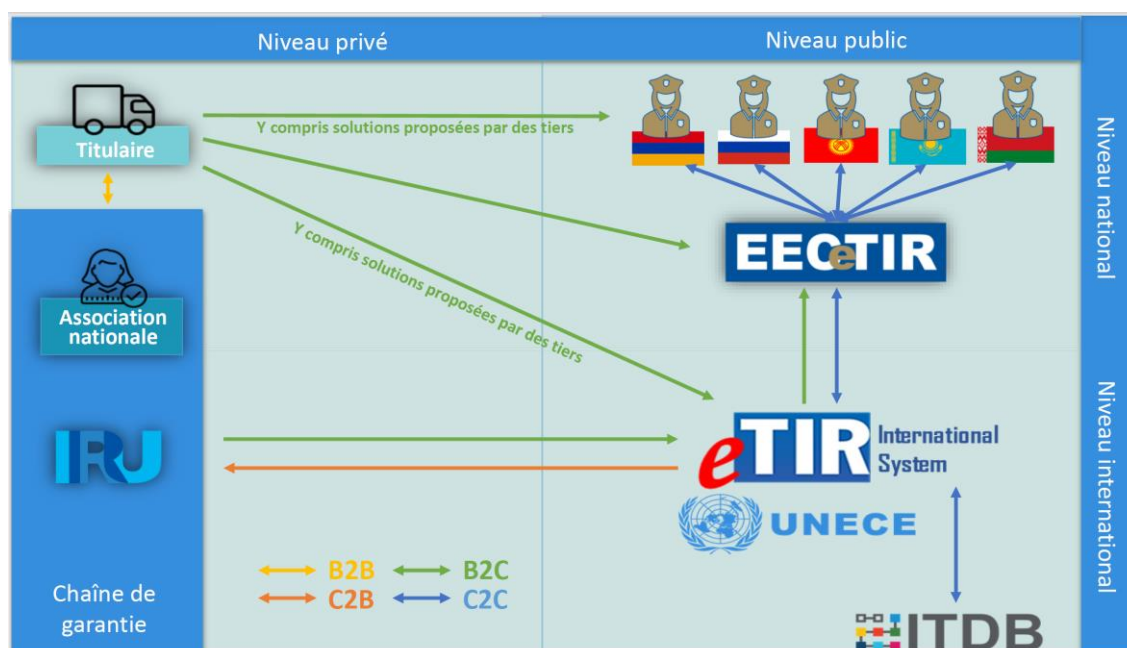 Niveau privé
Niveau public
Niveau national
Y compris solutions proposées par des tiers
Titulaire
Y compris solutions proposées par des tiers
EECeTIR
Association
nationale
Niveau international
IRU
eTIR International
System
UNECE
B2B B2C
C2B C2C
Chaîne de
garantie
ITDB